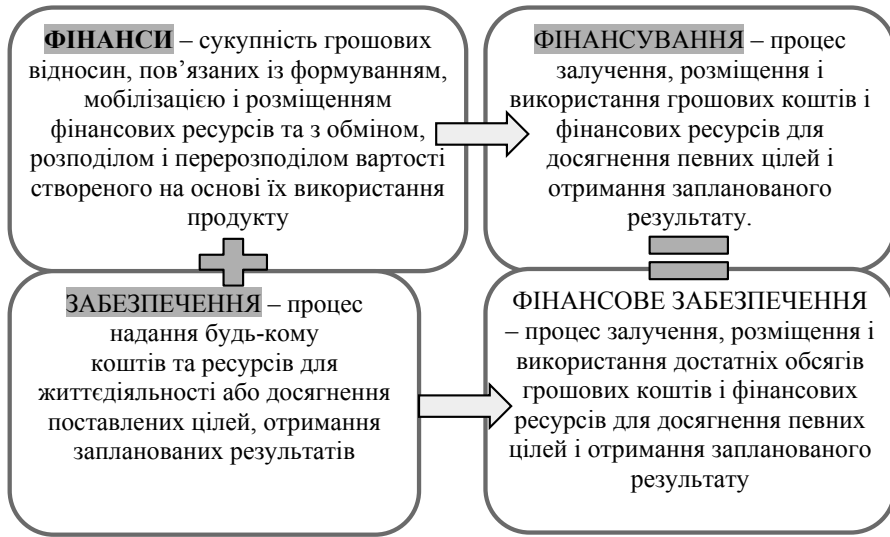 ФІНАНСИ – сукупність грошових
відносин, пов’язаних із формуванням,
мобілізацією і розміщенням
фінансових ресурсів та з обміном,
розподілом і перерозподілом вартості
створеного на основі їх використання
продукту
ФІНАНСУВАННЯ – процес
залучення, розміщення і
використання грошових коштів і
фінансових ресурсів для
досягнення певних цілей і
отримання запланованого
результату.
ЗАБЕЗПЕЧЕННЯ – процес
надання будь-кому
коштів та ресурсів для
життєдіяльності або досягнення
поставлених цілей, отримання
запланованих результатів
ФІНАНСОВЕ ЗАБЕЗПЕЧЕННЯ
– процес залучення, розміщення і
використання достатніх обсягів
грошових коштів і фінансових
ресурсів для досягнення певних
цілей і отримання запланованого
результату